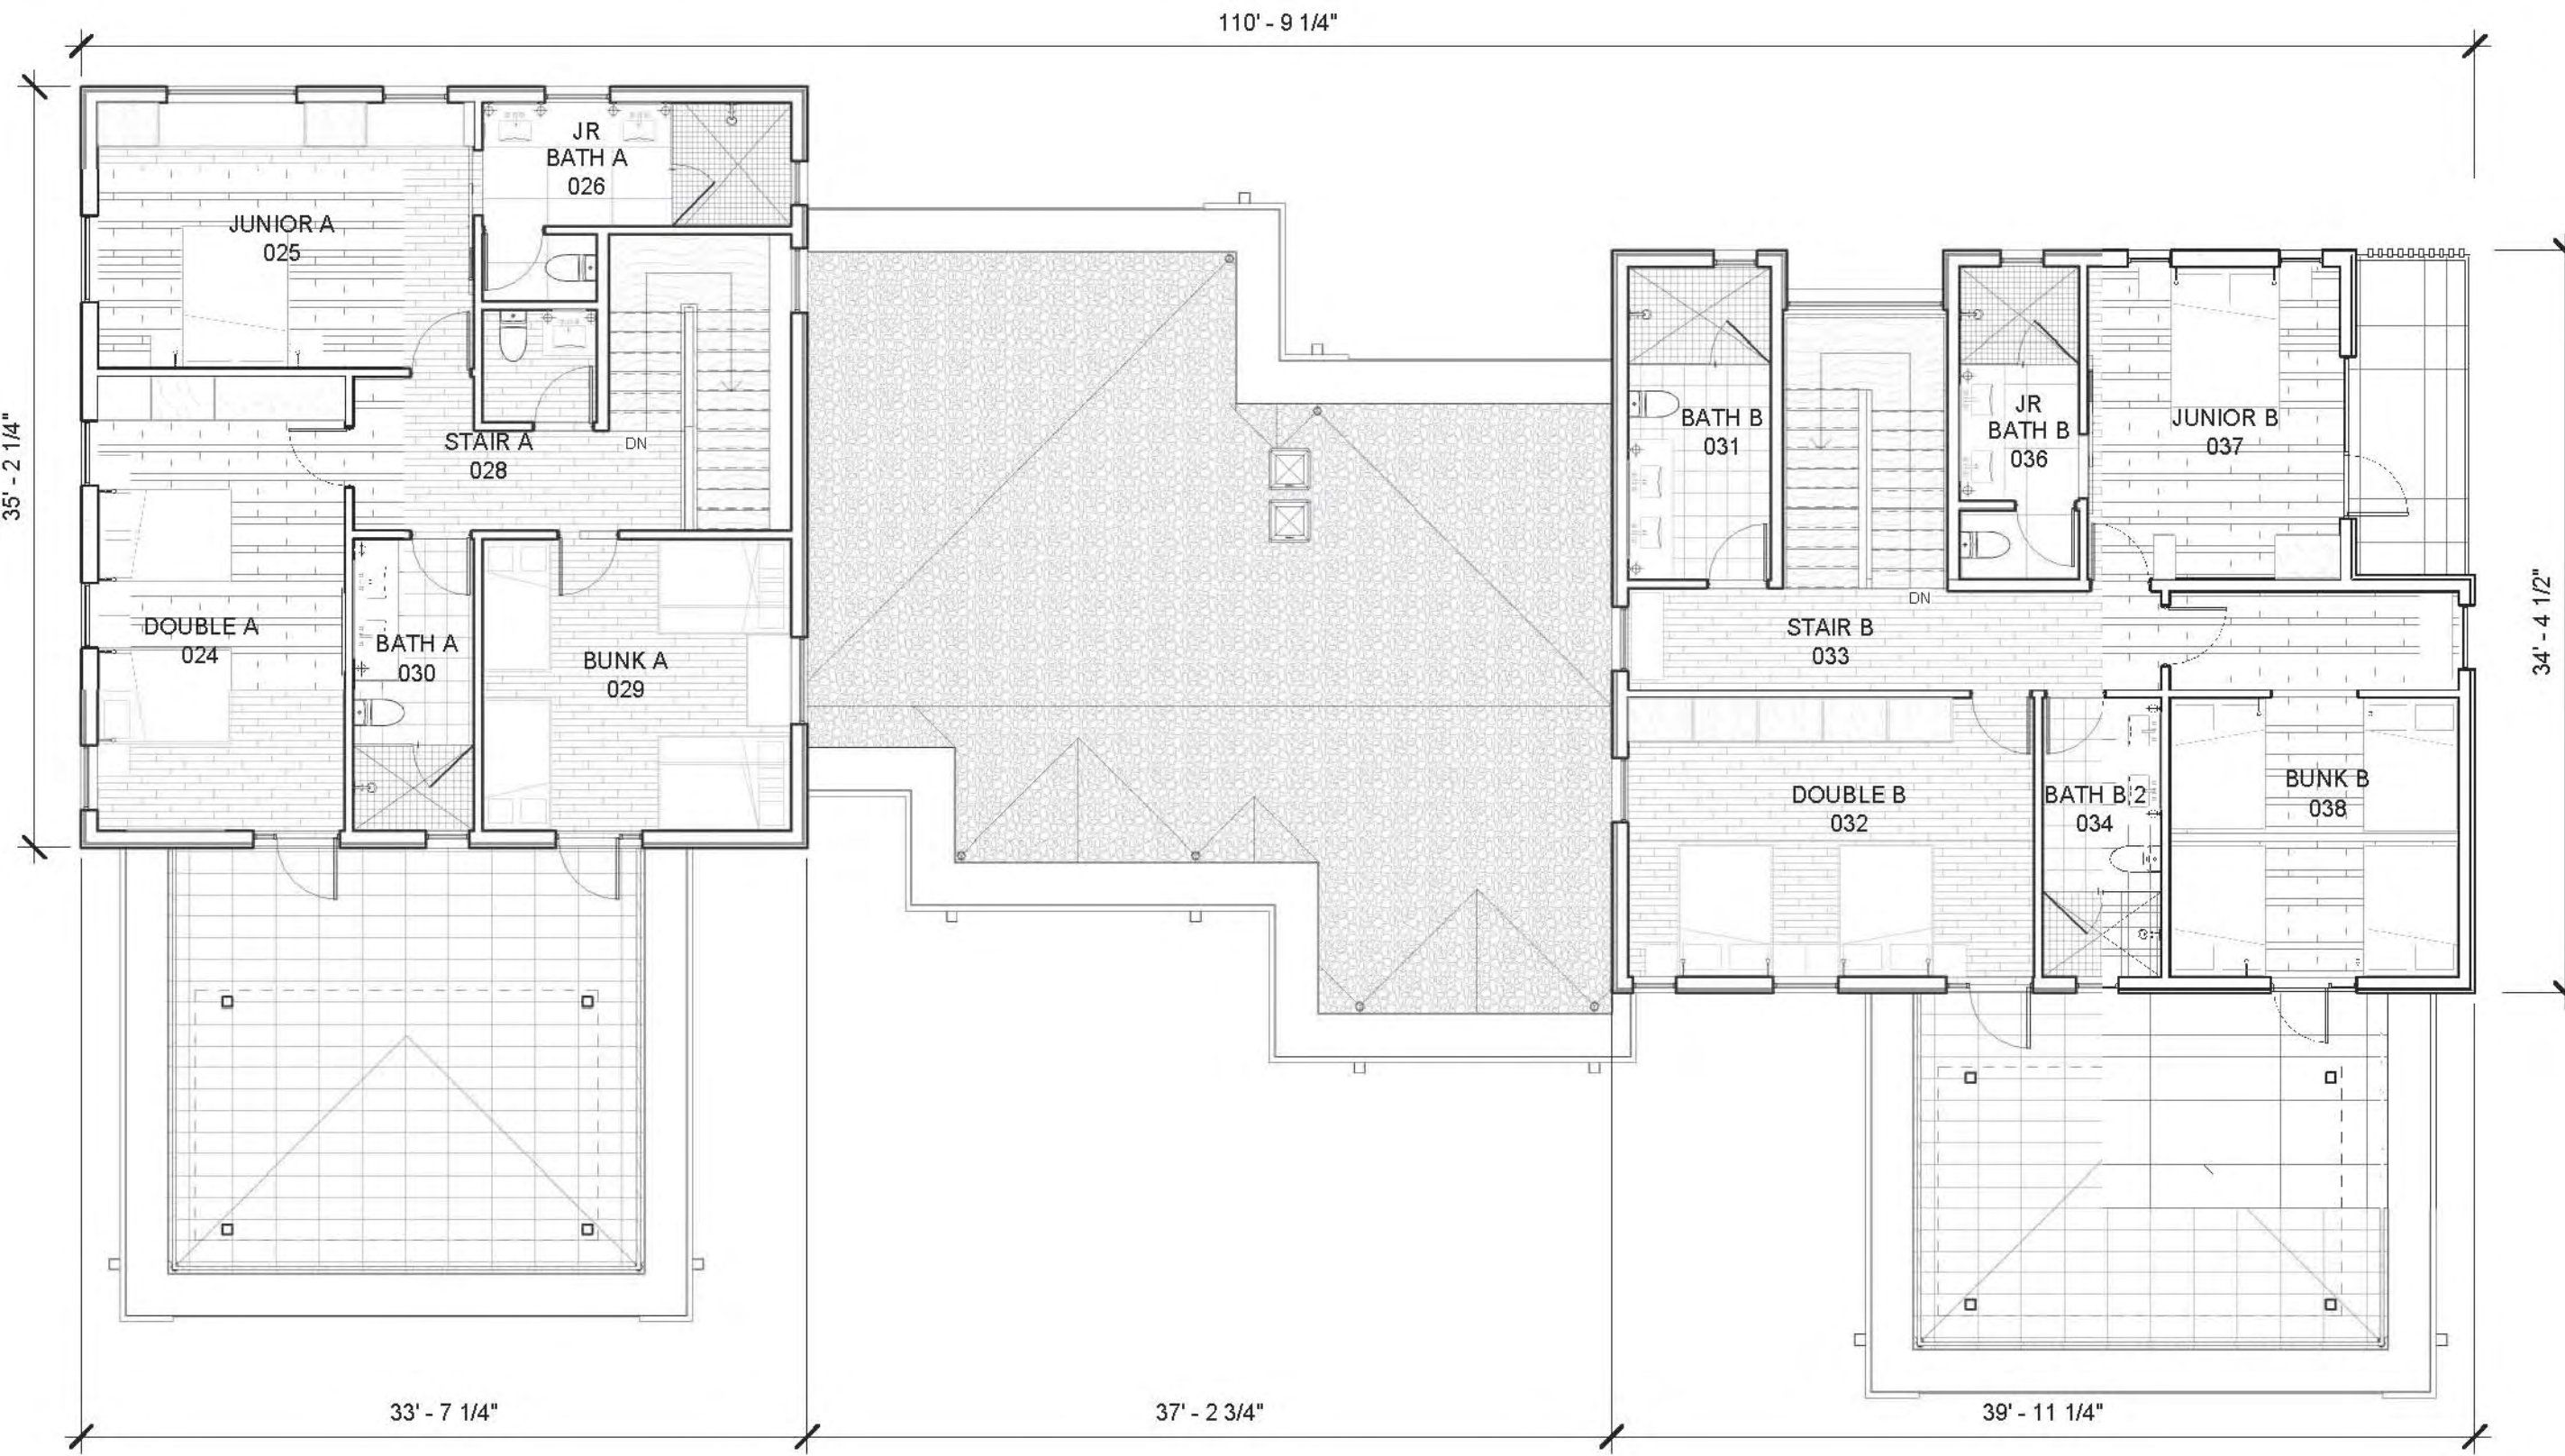 110' - 9 1/4"
JR
BATH A
026
JUNIOR A
025
35' - 2 1/4"
STAIR A
028
DN
DOUBLE A
024
BATH A
030
BUNK A
029
BATH B
031
JR
BATH B
036
JUNIOR B
037
34' - 4 1/2"
DN
STAIR B
033
DOUBLE B
032
BATH B 2
034
BUNK B
038
33' - 7 1/4"
37' - 2 3/4"
39' - 11 1/4"